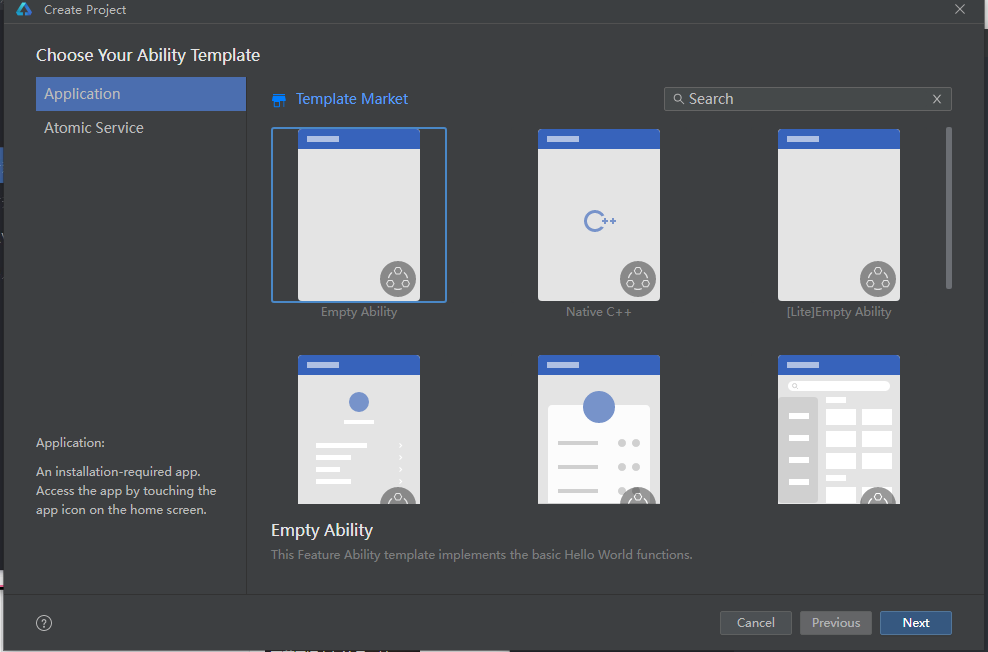 Create Project
Choose Your Ability Template
Application
Atomic Service
Template Market
Search
C++
Empty Ability
Native C++
[Lite]Empty Ability
Application:
An installation-required app.
Access the app by touching the
app icon on the home screen.
Empty Ability
This Feature Ability template implements the basic Hello World functions.
?
Cancel
Previous
Next